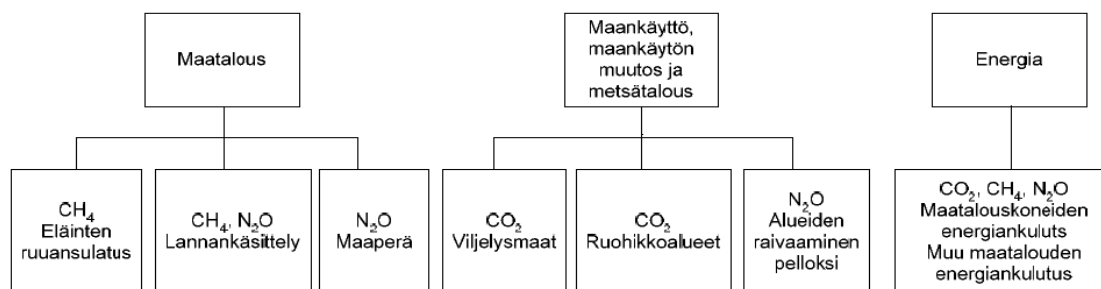 Maatalous
Maankäyttö,
maankäytön
muutos ja
metsätalous
Energia
CH₄
Eläinten
ruuansulatus
CH₄, N₂O
Lannankäsittely
N₂O
Maaperä
CO₂
Viljelysmaat
CO₂
Ruohikkoalueet
N₂O
Alueiden
raivaaminen
pelloksi
CO₂, CH₄, N₂O
Maatalouskoneiden
energiankuluts
Muu maatalouden
energiankulutus